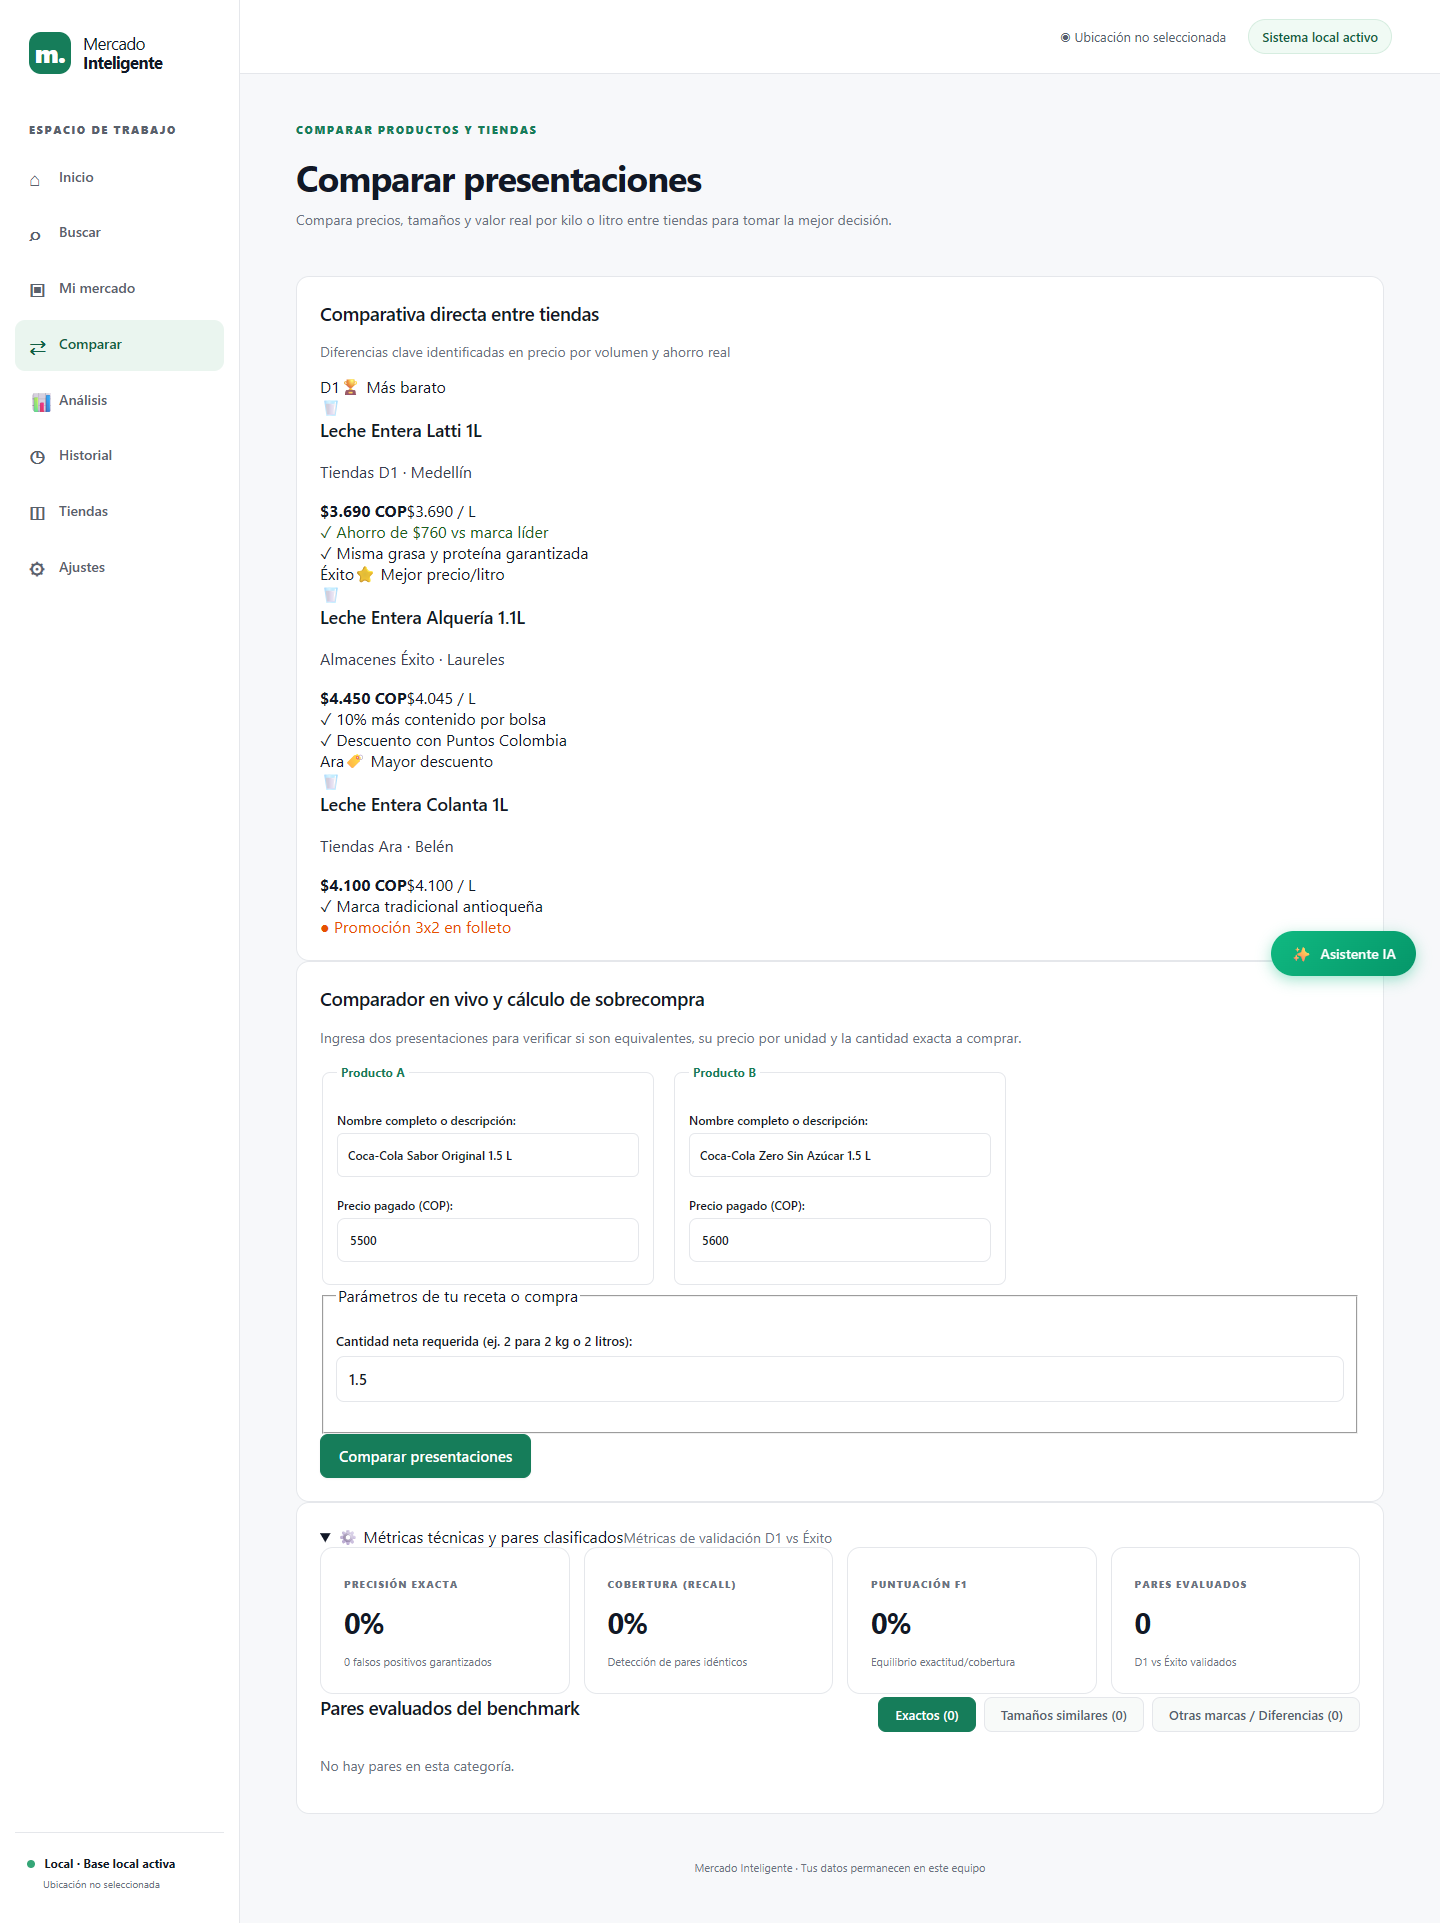 m.
Mercado
Inteligente
◉ Ubicación no seleccionada
Sistema local activo
ESPACIO DE TRABAJO
Inicio
Buscar
Mi mercado
Comparar
Análisis
Historial
Tiendas
Ajustes
COMPARAR PRODUCTOS Y TIENDAS
Comparar presentaciones
Compara precios, tamaños y valor real por kilo o litro entre tiendas para tomar la mejor decisión.
Comparativa directa entre tiendas
Diferencias clave identificadas en precio por volumen y ahorro real
D1🏆 Más barato
🥛
Leche Entera Latti 1L
Tiendas D1 · Medellín
$3.690 COP$3.690 / L
✓ Ahorro de $760 vs marca líder
✓ Misma grasa y proteína garantizada
Éxito⭐ Mejor precio/litro
🥛
Leche Entera Alquería 1.1L
Almacenes Éxito · Laureles
$4.450 COP$4.045 / L
✓ 10% más contenido por bolsa
✓ Descuento con Puntos Colombia
Ara🏷️ Mayor descuento
🥛
Leche Entera Colanta 1L
Tiendas Ara · Belén
$4.100 COP$4.100 / L
✓ Marca tradicional antioqueña
● Promoción 3x2 en folleto
✨ Asistente IA
Comparador en vivo y cálculo de sobrecompra
Ingresa dos presentaciones para verificar si son equivalentes, su precio por unidad y la cantidad exacta a comprar.
Producto A
Nombre completo o descripción:
Coca-Cola Sabor Original 1.5 L
Precio pagado (COP):
5500
Producto B
Nombre completo o descripción:
Coca-Cola Zero Sin Azúcar 1.5 L
Precio pagado (COP):
5600
Parámetros de tu receta o compra
Cantidad neta requerida (ej. 2 para 2 kg o 2 litros):
1.5
Comparar presentaciones
▼ ⚙️ Métricas técnicas y pares clasificadosMétricas de validación D1 vs Éxito
PRECISIÓN EXACTA
0%
0 falsos positivos garantizados
COBERTURA (RECALL)
0%
Detección de pares idénticos
PUNTUACIÓN F1
0%
Equilibrio exactitud/cobertura
PARES EVALUADOS
0
D1 vs Éxito validados
Pares evaluados del benchmark
Exactos (0)
Tamaños similares (0)
Otras marcas / Diferencias (0)
No hay pares en esta categoría.
Local · Base local activa
Ubicación no seleccionada
Mercado Inteligente · Tus datos permanecen en este equipo